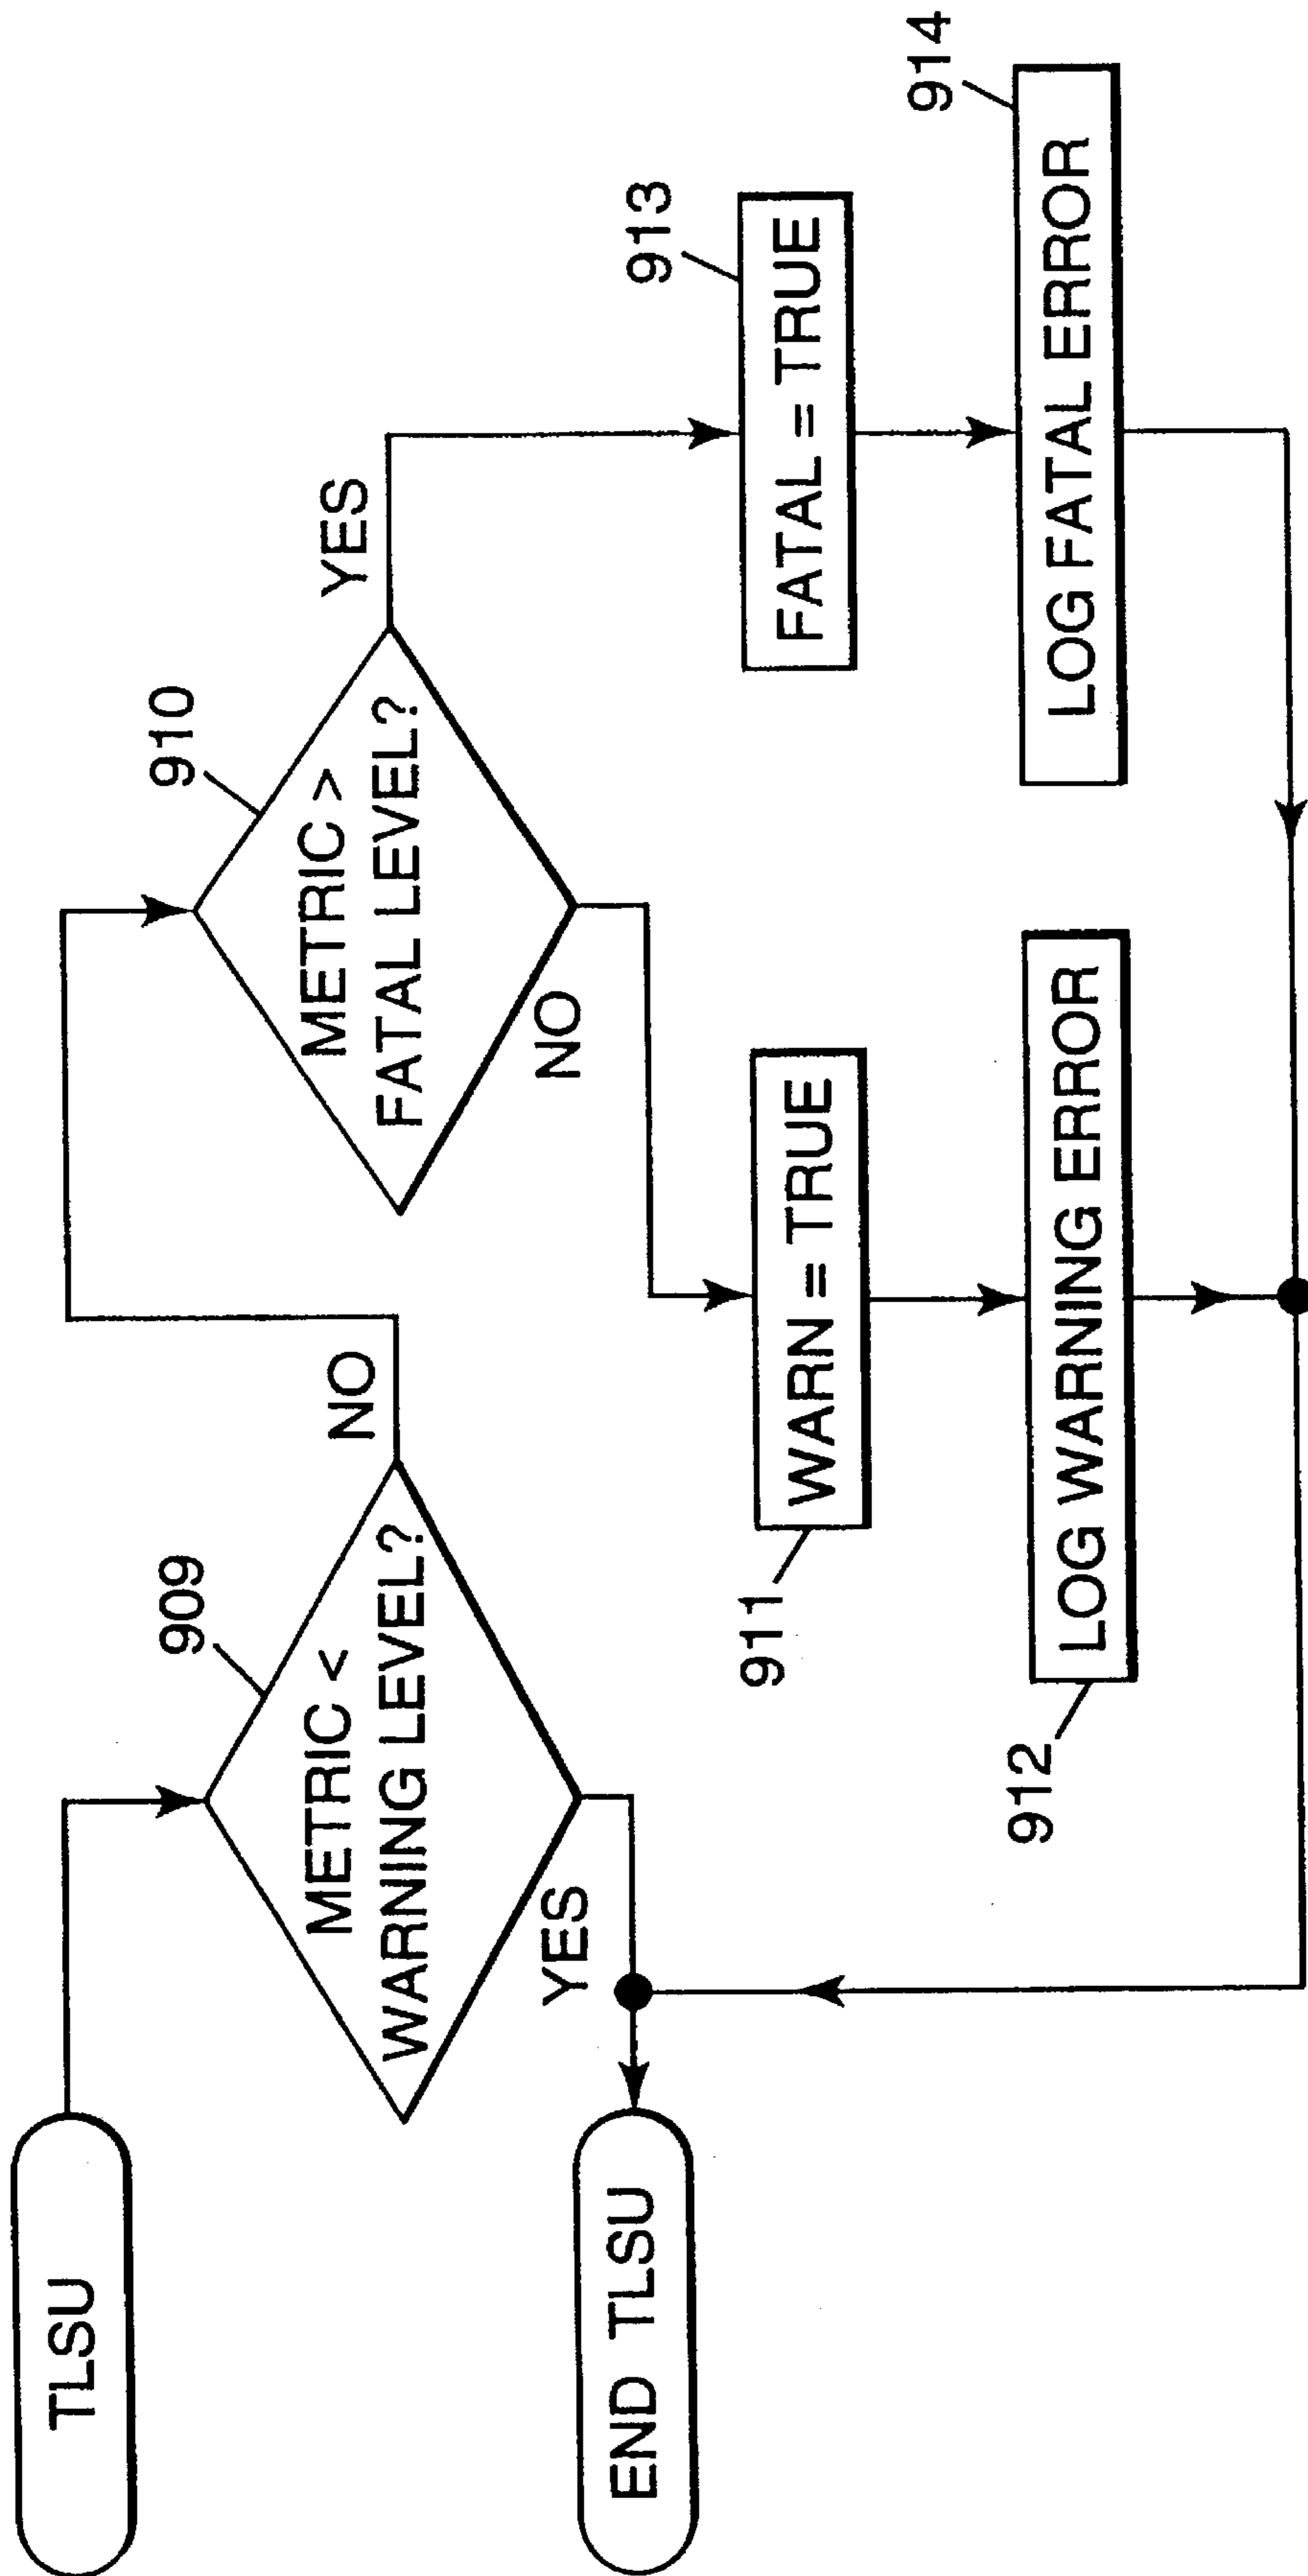 TLSU
909
METRIC <
WARNING LEVEL?
NO
YES
END TLSU
910
METRIC >
FATAL LEVEL?
YES
NO
911
WARN = TRUE
912
LOG WARNING ERROR
913
FATAL = TRUE
914
LOG FATAL ERROR